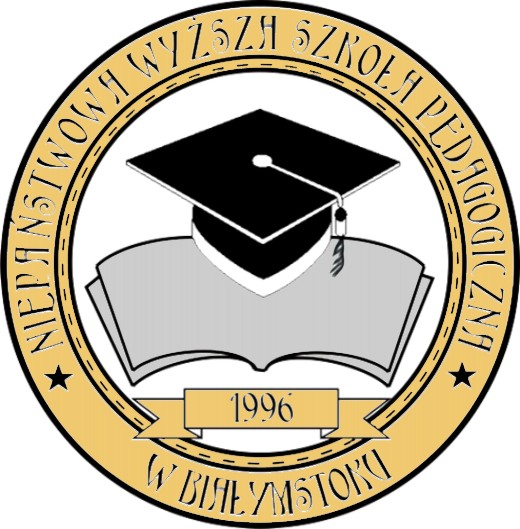 NIEPAŃSTWOWA WYŻSZA SZKOŁA PEDAGOGICZNA
1996
W BIAŁYMSTOKU